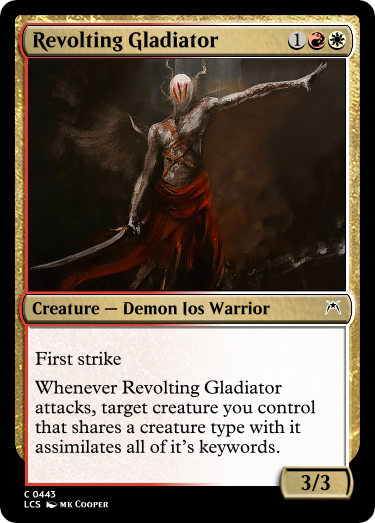 Revolting Gladiator 1
Creature — Demon Ios Warrior
First strike
Whenever Revolting Gladiator
attacks, target creature you control
that shares a creature type with it
assimilates all of it's keywords.
3/3
C 0443
LCS MK COOPER